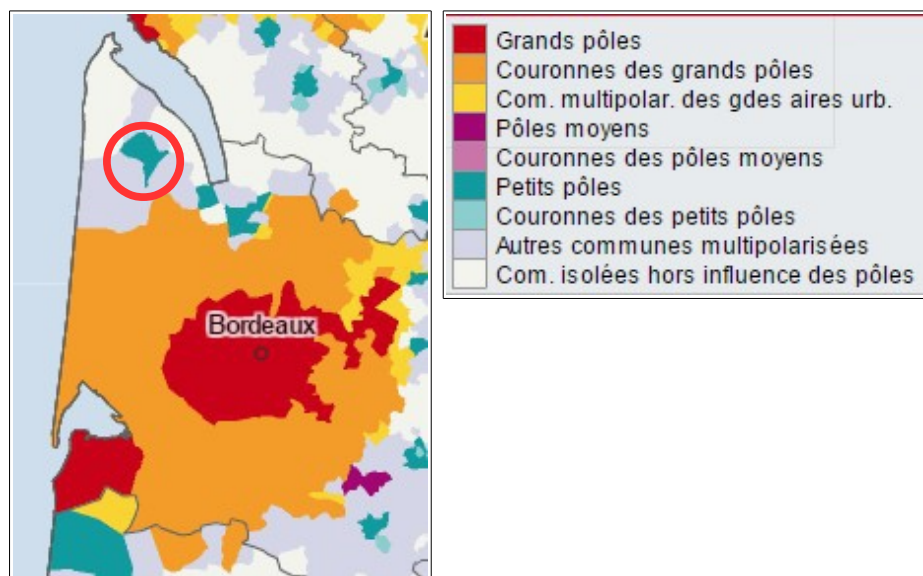 Bordeaux
Grands pôles
Couronnes des grands pôles
Com. multipolar. des gdes aires urb.
Pôles moyens
Couronnes des pôles moyens
Petits pôles
Couronnes des petits pôles
Autres communes multipolarisées
Com. isolées hors influence des pôles